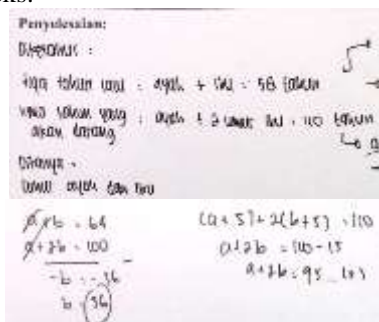 eks.
Penyelesaian:
Diketahui :
tiga tahun lalu : ayah + ibu = 58 tahun
lima tahun yang : ayah + 2 umur ibu = 110 tahun
akan datang
Ditanya :
umur ayah dan ibu
a + b = 64
a + 2b = 100
-b = -36
b = 36
(a + 5) + 2(b + 5) = 110
a + 2b = 110 - 15
a + 2b = 95